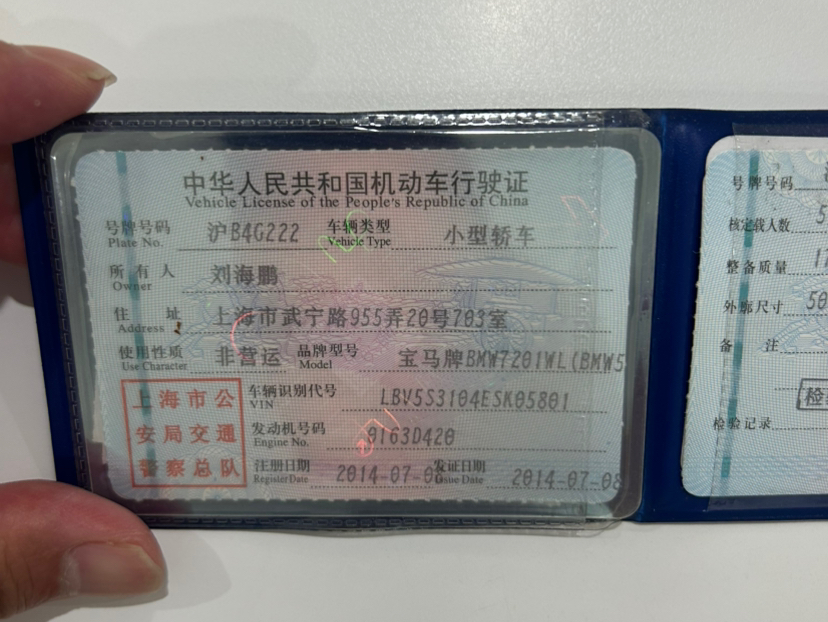 中华人民共和国机动车行驶证
Vehicle License of the People's Republic of China
号牌号码 沪B4G222 车辆类型 小型轿车
Plate No. Vehicle Type
所有人 刘海鹏
Owner
住址 上海市武宁路955弄20号703室
Address
使用性质 非营运 品牌型号 宝马牌BMW7201WL(BMW5
Use Character Model
上海市公
安局交通
警察总队
车辆识别代号 LBV5S3104ESK05801
VIN
发动机号码 9163D420
Engine No.
注册日期 2014-07-0 发证日期 2014-07-08
Register Date Issue Date
号牌号码
核定载人数 5
整备质量 17
外廓尺寸 50
备注
检
检验记录